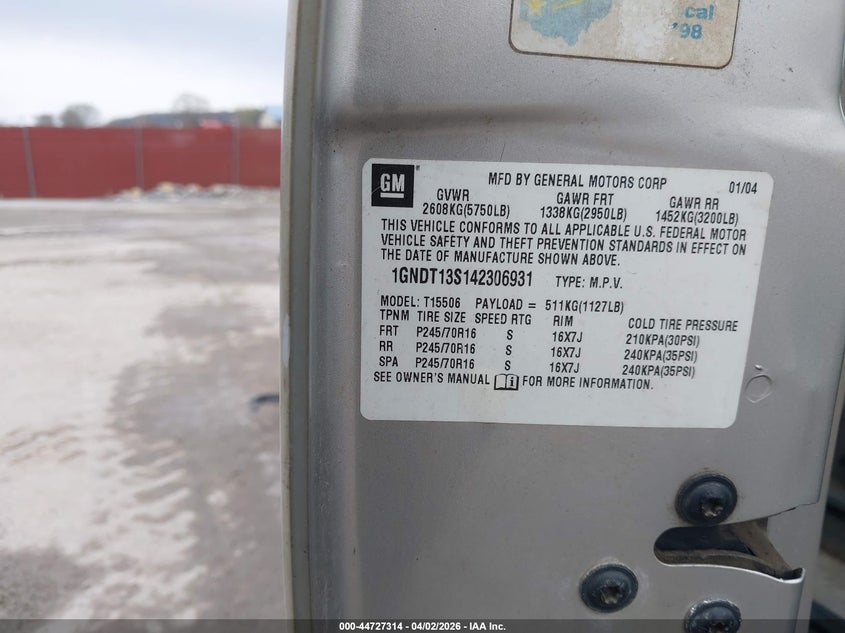 cal
'98
GM
MFD BY GENERAL MOTORS CORP 01/04
GVWR GAWR FRT GAWR RR
2608KG(5750LB) 1338KG(2950LB) 1452KG(3200LB)
THIS VEHICLE CONFORMS TO ALL APPLICABLE U.S. FEDERAL MOTOR
VEHICLE SAFETY AND THEFT PREVENTION STANDARDS IN EFFECT ON
THE DATE OF MANUFACTURE SHOWN ABOVE.
1GNDT13S142306931 TYPE: M.P.V.
MODEL: T15506 PAYLOAD = 511KG(1127LB)
TPNM TIRE SIZE SPEED RTG RIM COLD TIRE PRESSURE
FRT P245/70R16 S 16X7J 210KPA(30PSI)
RR P245/70R16 S 16X7J 240KPA(35PSI)
SPA P245/70R16 S 16X7J 240KPA(35PSI)
SEE OWNER'S MANUAL FOR MORE INFORMATION.
000-44727314 - 04/02/2026 - IAA Inc.